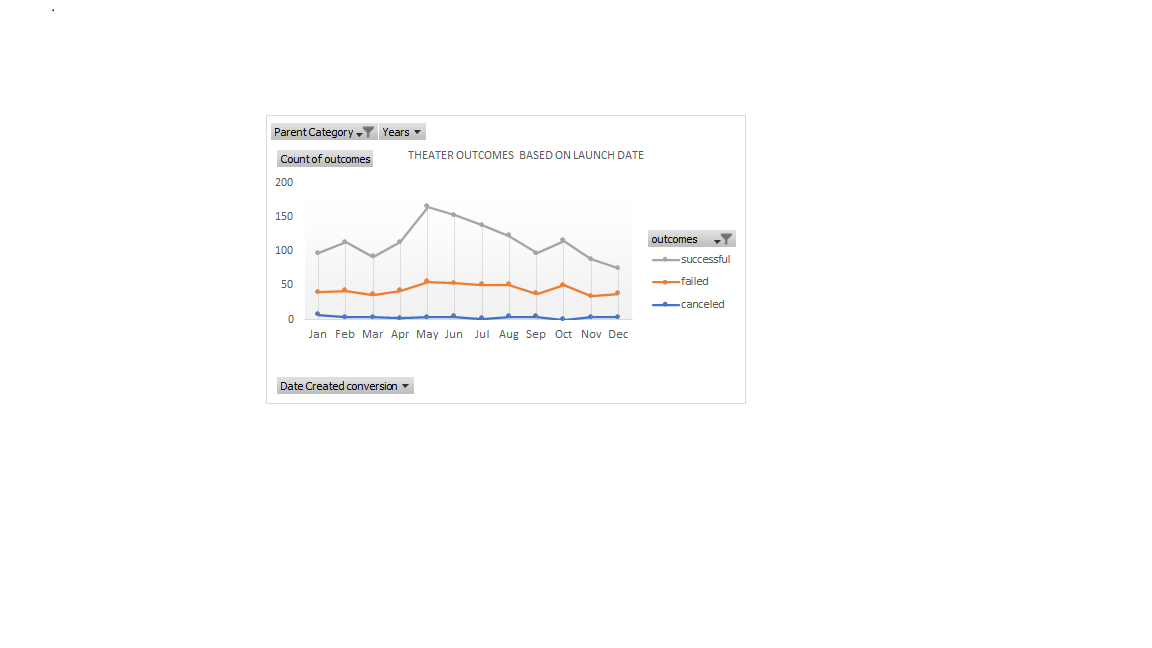 .
Parent Category Years
Count of outcomes
THEATER OUTCOMES  BASED ON LAUNCH DATE
200
150
100
50
0
Jan Feb Mar Apr May Jun Jul Aug Sep Oct Nov Dec
outcomes
successful
failed
canceled
Date Created conversion